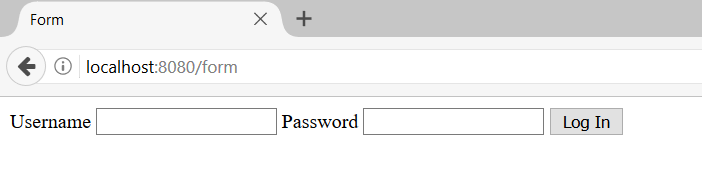 Form
localhost:8080/form
Username Password Log In